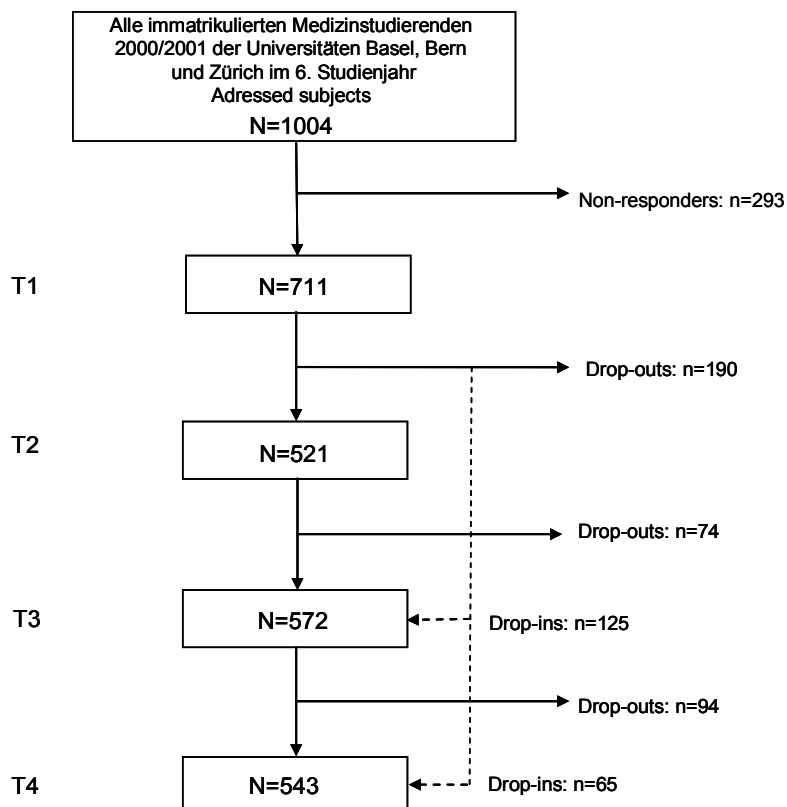 Alle immatrikulierten Medizinstudierenden
2000/2001 der Universitäten Basel, Bern
und Zürich im 6. Studienjahr
Adressed subjects
N=1004
Non-responders: n=293
T1
N=711
Drop-outs: n=190
T2
N=521
Drop-outs: n=74
T3
N=572
Drop-ins: n=125
Drop-outs: n=94
T4
N=543
Drop-ins: n=65